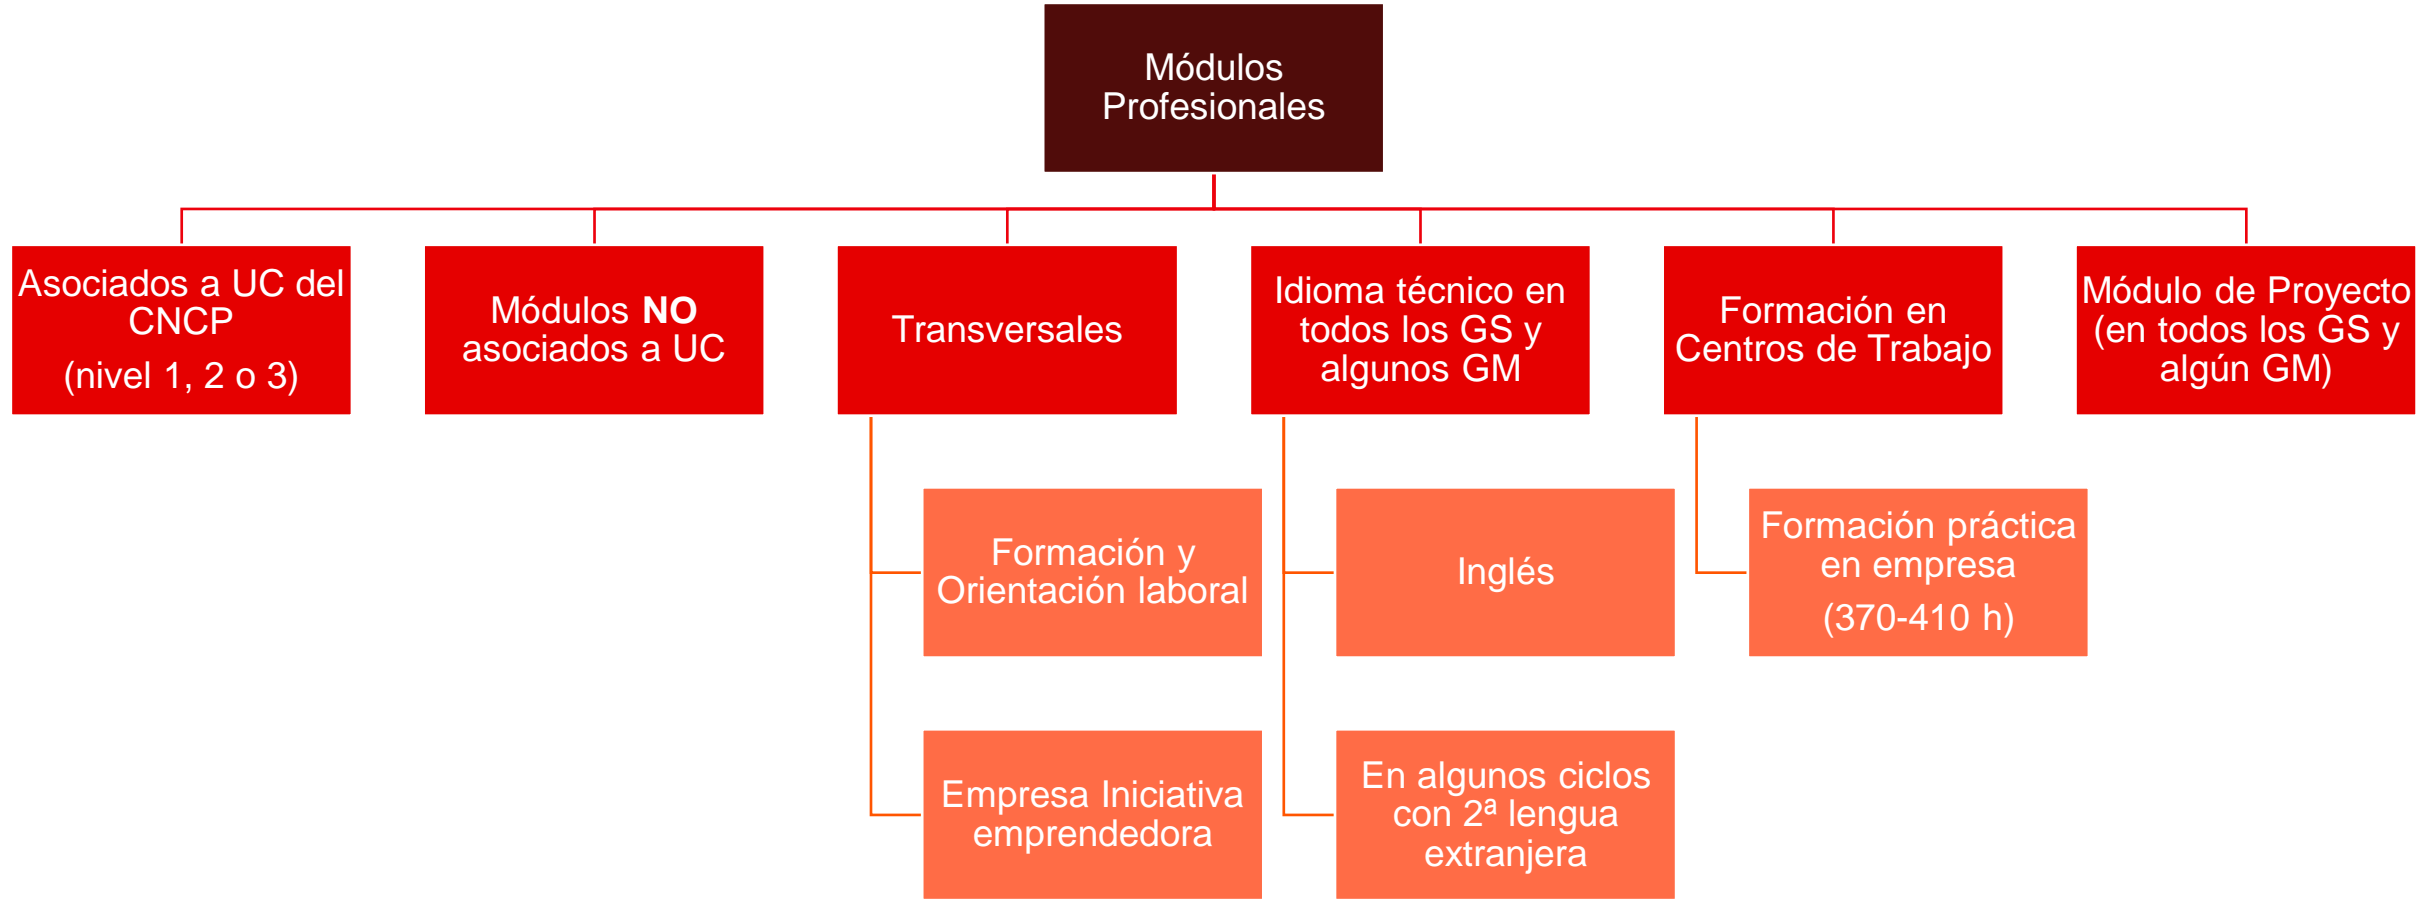 Módulos
Profesionales
Asociados a UC del
CNCP
(nivel 1, 2 o 3)
Módulos NO
asociados a UC
Transversales
Idioma técnico en
todos los GS y
algunos GM
Formación en
Centros de Trabajo
Módulo de Proyecto
(en todos los GS y
algún GM)
Formación y
Orientación laboral
Inglés
Formación práctica
en empresa
(370-410 h)
Empresa Iniciativa
emprendedora
En algunos ciclos
con 2ª lengua
extranjera